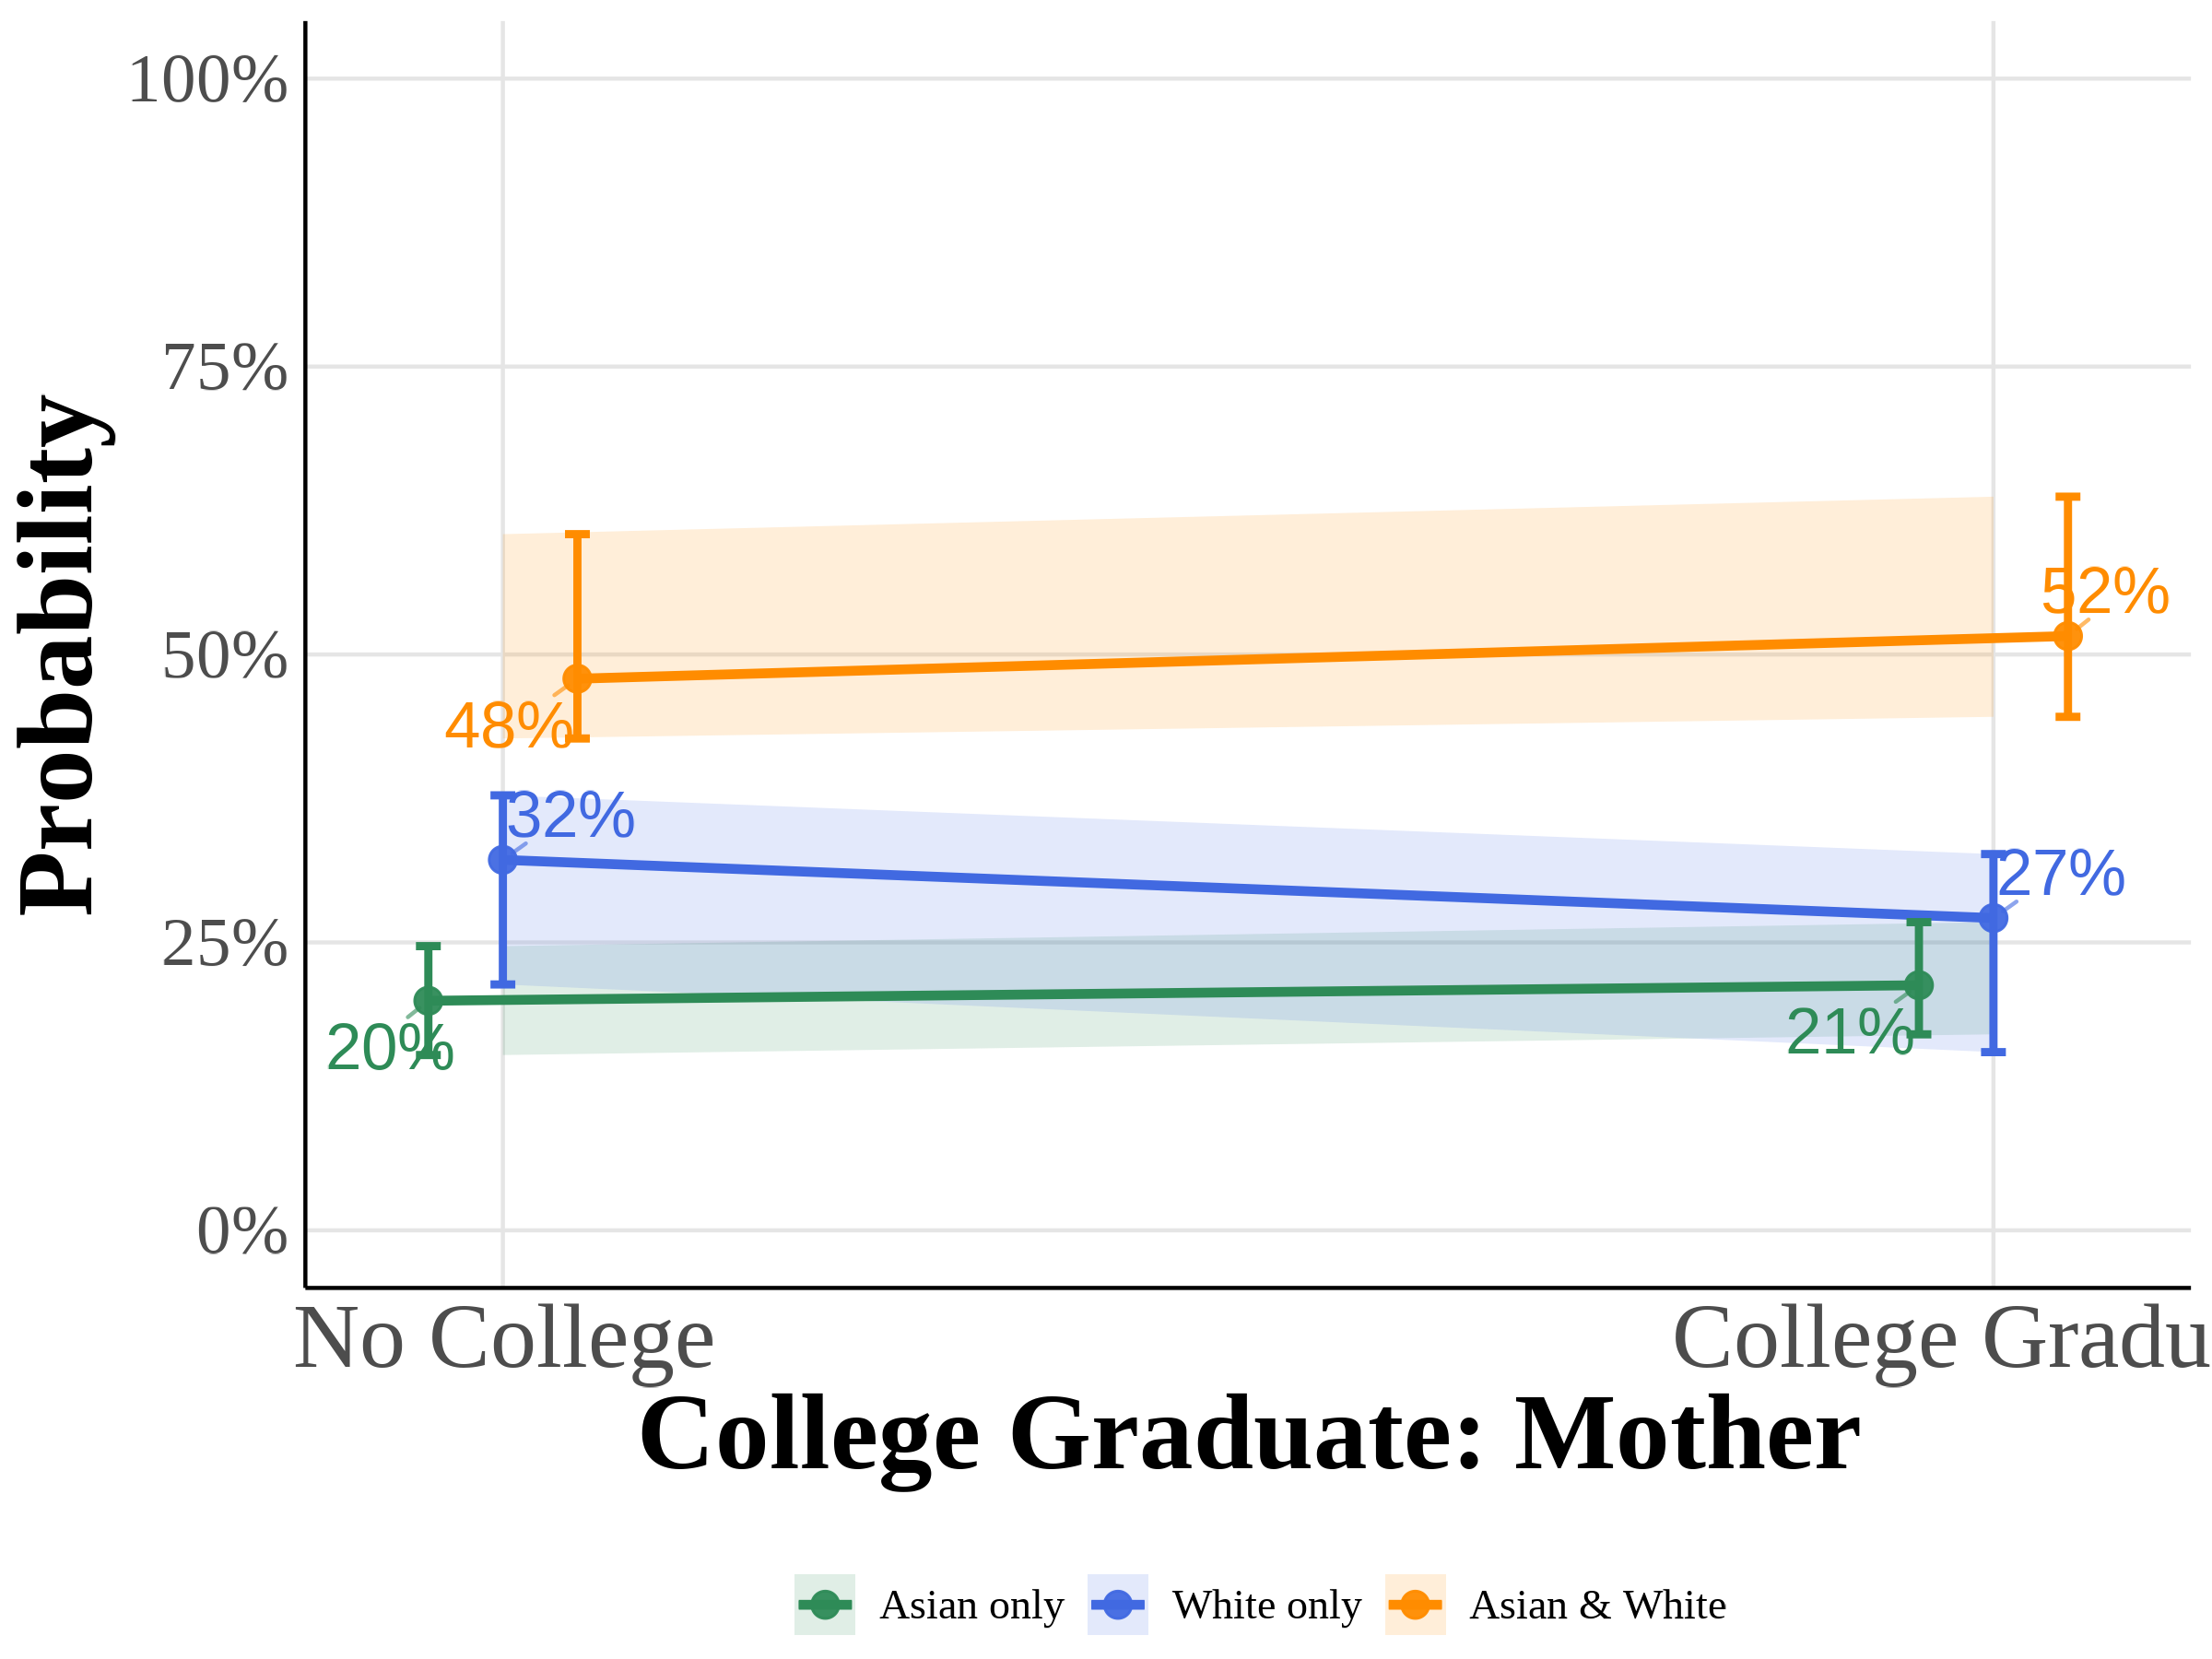 100%
75%
50%
25%
0%
Probability
52%
48%
32%
27%
20%
21%
No College
College Gradu
College Graduate: Mother
Asian only
White only
Asian & White